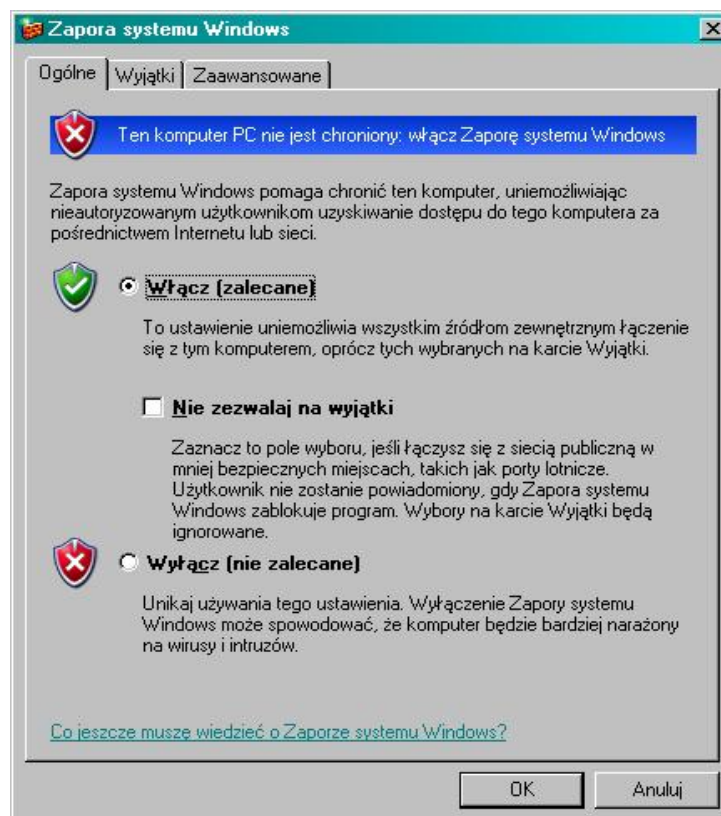 Zapora systemu Windows
Ogólne Wyjątki Zaawansowane
Ten komputer PC nie jest chroniony: włącz Zaporę systemu Windows
Zapora systemu Windows pomaga chronić ten komputer, uniemożliwiając
nieautoryzowanym użytkownikom uzyskiwanie dostępu do tego komputera za
pośrednictwem Internetu lub sieci.
Włącz (zalecane)
To ustawienie uniemożliwia wszystkim źródłom zewnętrznym łączenie
się z tym komputerem, oprócz tych wybranych na karcie Wyjątki.
Nie zezwalaj na wyjątki
Zaznacz to pole wyboru, jeśli łączysz się z siecią publiczną w
mniej bezpiecznych miejscach, takich jak porty lotnicze.
Użytkownik nie zostanie powiadomiony, gdy Zapora systemu
Windows zablokuje program. Wybory na karcie Wyjątki będą
ignorowane.
Wyłącz (nie zalecane)
Unikaj używania tego ustawienia. Wyłączenie Zapory systemu
Windows może spowodować, że komputer będzie bardziej narażony
na wirusy i intruzów.
Co jeszcze muszę wiedzieć o Zaporze systemu Windows?
OK Anuluj